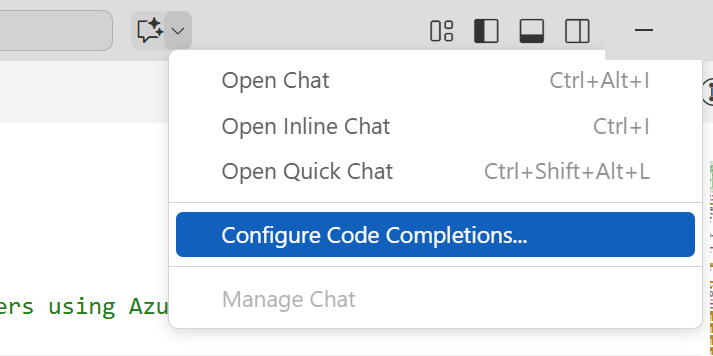 Open Chat Ctrl+Alt+I
Open Inline Chat Ctrl+I
Open Quick Chat Ctrl+Shift+Alt+L
Configure Code Completions...
Manage Chat
ers using Azu